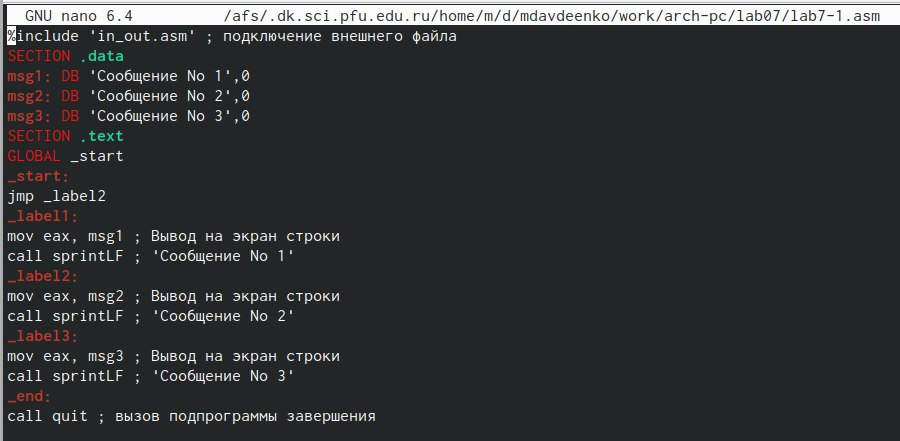 GNU nano 6.4 /afs/.dk.sci.pfu.edu.ru/home/m/d/mdavdeenko/work/arch-pc/lab07/lab7-1.asm
%include 'in_out.asm' ; подключение внешнего файла
SECTION .data
msg1: DB 'Сообщение No 1',0
msg2: DB 'Сообщение No 2',0
msg3: DB 'Сообщение No 3',0
SECTION .text
GLOBAL _start
_start:
jmp _label2
_label1:
mov eax, msg1 ; Вывод на экран строки
call sprintLF ; 'Сообщение No 1'
_label2:
mov eax, msg2 ; Вывод на экран строки
call sprintLF ; 'Сообщение No 2'
_label3:
mov eax, msg3 ; Вывод на экран строки
call sprintLF ; 'Сообщение No 3'
_end:
call quit ; вызов подпрограммы завершения